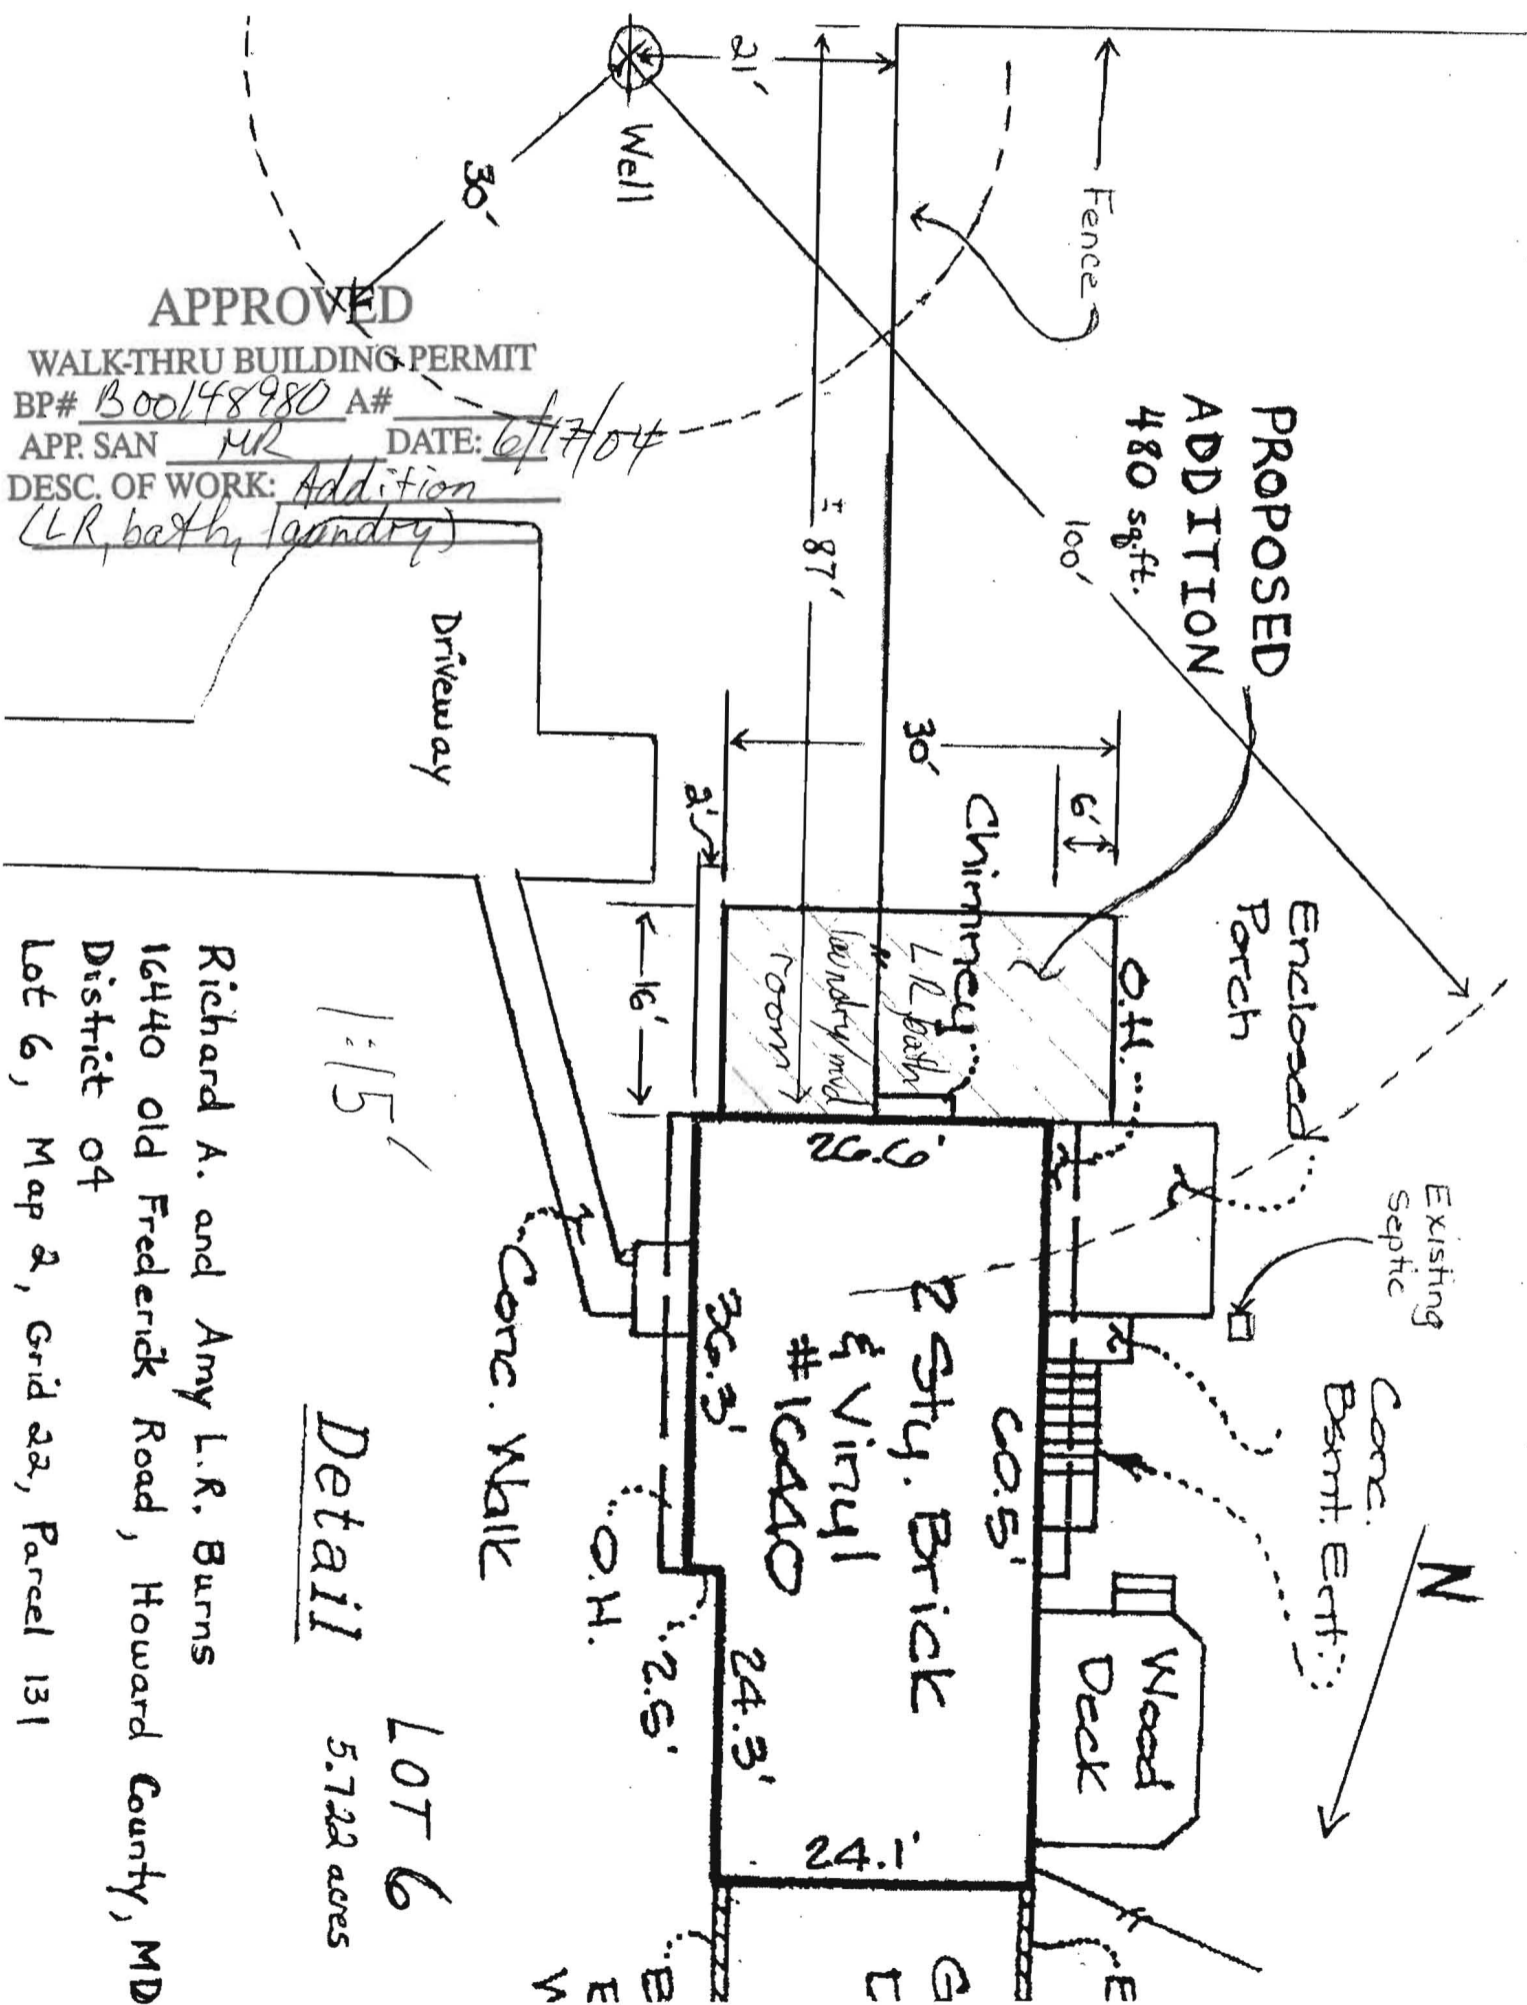 APPROVED
WALK-THRU BUILDING PERMIT
BP# B00148980 A#
APP. SAN MR DATE: 6/17/04
DESC. OF WORK: Addition
(LR, bath, laundry)
PROPOSED
ADDITION
480 sq.ft.
Fence
Well
21'
30'
100'
± 87'
Driveway
30'
6'
2'
16'
Chimney
LR bath
laundry/mud
room
O.H.
Enclosed
Porch
Existing
septic
Conc.
Bsmt. Ent.
N
Wood
Deck
60.5'
2 Sty. Brick
& Vinyl
#16440
36.3'
24.3'
24.1'
2.5'
O.H.
Conc. Walk
1:15
Detail
LOT 6
5.722 acres
Richard A. and Amy L.R. Burns
16440 Old Frederick Road, Howard County, MD
District 04
Lot 6, Map 2, Grid 22, Parcel 131
E
G
L
B
E